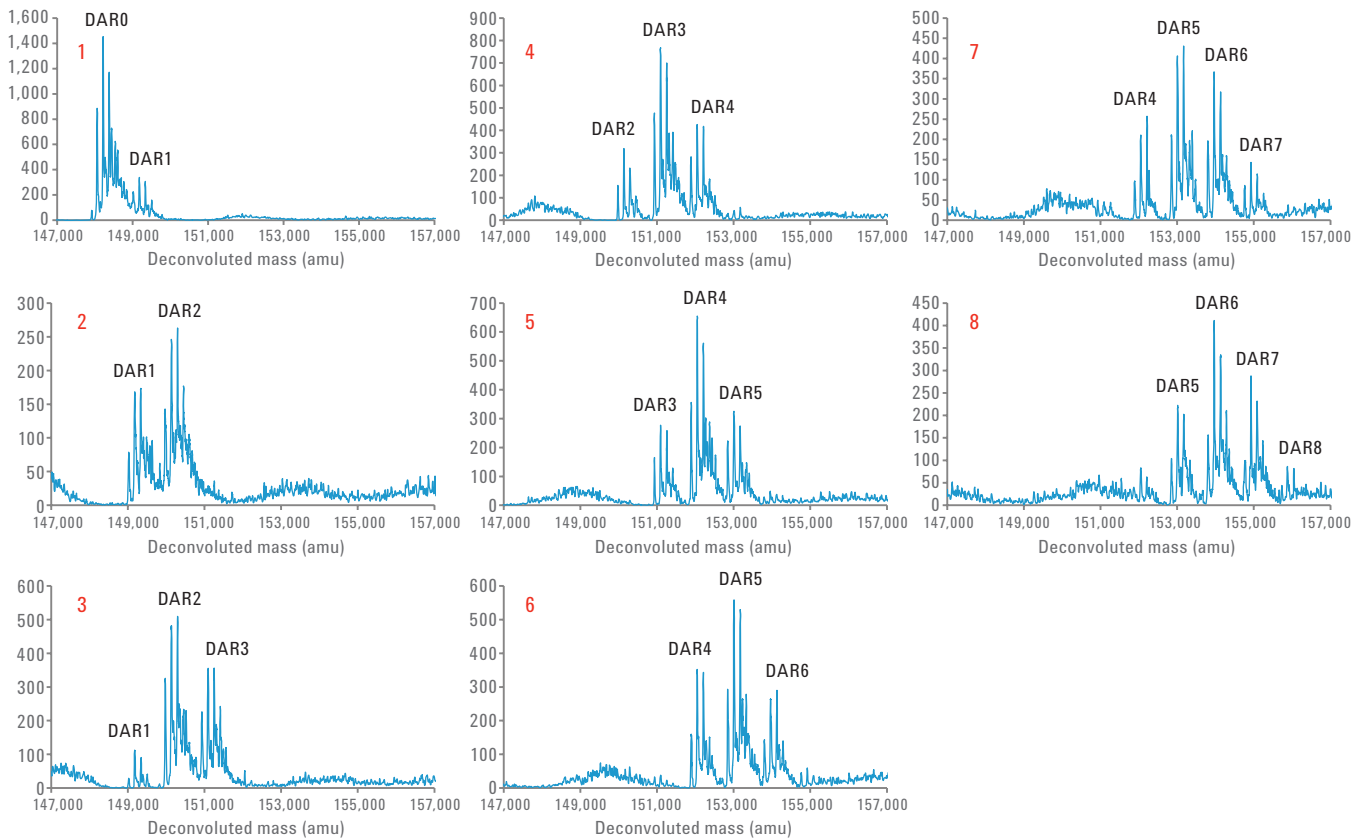 1,600
1,400
1,200
1,000
800
600
400
200
0
1
DAR0
DAR1
147,000 149,000 151,000 153,000 155,000 157,000
Deconvoluted mass (amu)
300
250
200
150
100
50
0
2
DAR1
DAR2
147,000 149,000 151,000 153,000 155,000 157,000
Deconvoluted mass (amu)
600
500
400
300
200
100
0
3
DAR1
DAR2
DAR3
147,000 149,000 151,000 153,000 155,000 157,000
Deconvoluted mass (amu)
900
800
700
600
500
400
300
200
100
0
4
DAR2
DAR3
DAR4
147,000 149,000 151,000 153,000 155,000 157,000
Deconvoluted mass (amu)
700
600
500
400
300
200
100
0
5
DAR3
DAR4
DAR5
147,000 149,000 151,000 153,000 155,000 157,000
Deconvoluted mass (amu)
600
500
400
300
200
100
0
6
DAR4
DAR5
DAR6
147,000 149,000 151,000 153,000 155,000 157,000
Deconvoluted mass (amu)
500
450
400
350
300
250
200
150
100
50
0
7
DAR4
DAR5
DAR6
DAR7
147,000 149,000 151,000 153,000 155,000 157,000
Deconvoluted mass (amu)
450
400
350
300
250
200
150
100
50
0
8
DAR5
DAR6
DAR7
DAR8
147,000 149,000 151,000 153,000 155,000 157,000
Deconvoluted mass (amu)